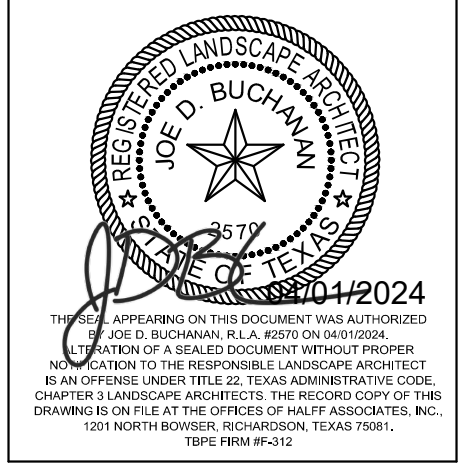 REGISTERED LANDSCAPE ARCHITECT
JOE D. BUCHANAN
2570
STATE OF TEXAS
04/01/2024
THE SEAL APPEARING ON THIS DOCUMENT WAS AUTHORIZED
BY JOE D. BUCHANAN, R.L.A. #2570 ON 04/01/2024.
ALTERATION OF A SEALED DOCUMENT WITHOUT PROPER
NOTIFICATION TO THE RESPONSIBLE LANDSCAPE ARCHITECT
IS AN OFFENSE UNDER TITLE 22, TEXAS ADMINISTRATIVE CODE,
CHAPTER 3 LANDSCAPE ARCHITECTS. THE RECORD COPY OF THIS
DRAWING IS ON FILE AT THE OFFICES OF HALFF ASSOCIATES, INC.,
1201 NORTH BOWSER, RICHARDSON, TEXAS 75081.
TBPE FIRM #F-312